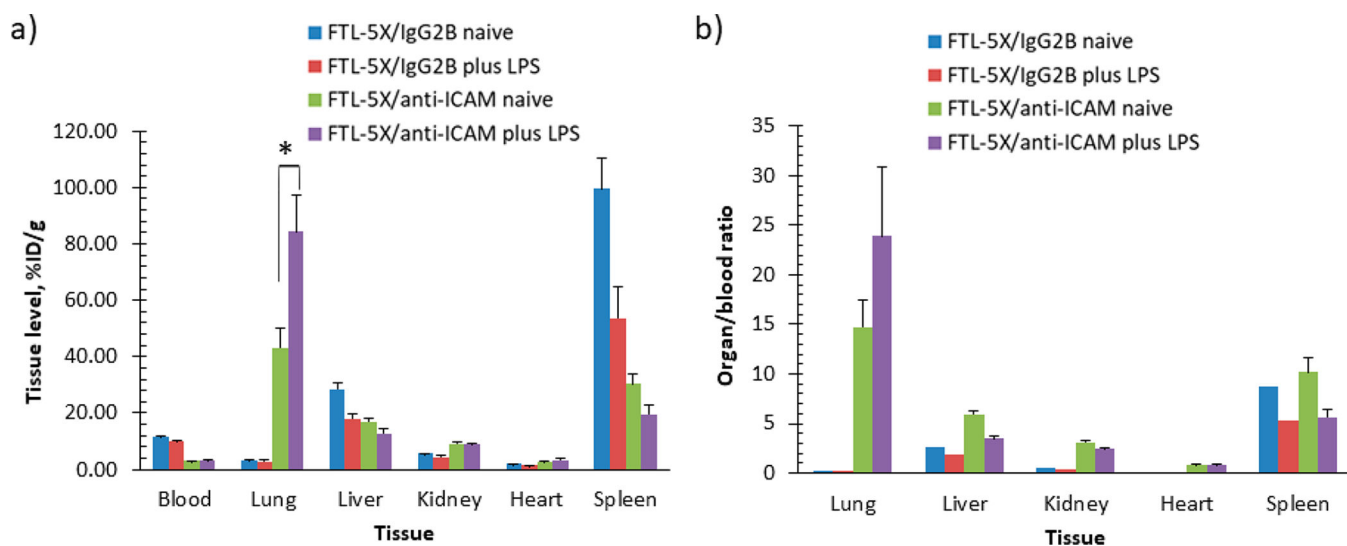 a)
FTL-5X/IgG2B naive
FTL-5X/IgG2B plus LPS
FTL-5X/anti-ICAM naive
FTL-5X/anti-ICAM plus LPS
120.00
100.00
80.00
60.00
40.00
20.00
0.00
Tissue level, %ID/g
*
Blood Lung Liver Kidney Heart Spleen
Tissue
b)
FTL-5X/IgG2B naive
FTL-5X/IgG2B plus LPS
FTL-5X/anti-ICAM naive
FTL-5X/anti-ICAM plus LPS
35
30
25
20
15
10
5
0
Organ/blood ratio
Lung Liver Kidney Heart Spleen
Tissue